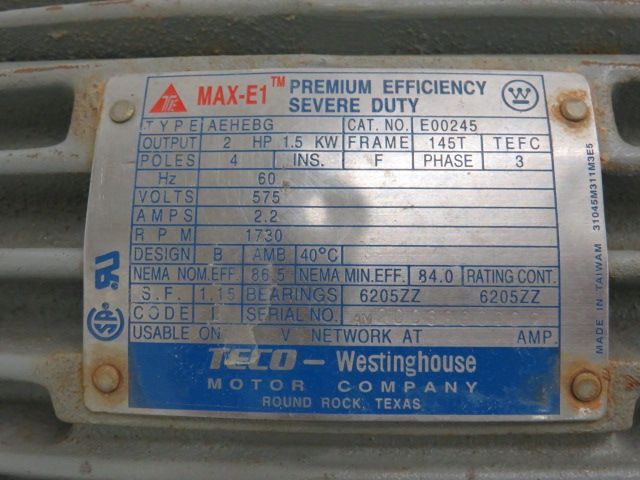 MAX-E1™ PREMIUM EFFICIENCY
SEVERE DUTY
TYPE AEHEBG CAT. NO. E00245
OUTPUT 2 HP 1.5 KW FRAME 145T TEFC
POLES 4 INS. F PHASE 3
Hz 60
VOLTS 575
AMPS 2.2
RPM 1730
DESIGN B AMB 40°C
NEMA NOM.EFF. 86.5 NEMA MIN.EFF. 84.0 RATING CONT.
S.F. 1.15 BEARINGS 6205ZZ 6205ZZ
CODE SERIAL NO.
USABLE ON V NETWORK AT AMP.
TECO – Westinghouse
MOTOR COMPANY
ROUND ROCK, TEXAS
MADE IN TAIWAM 31045M311M3E5